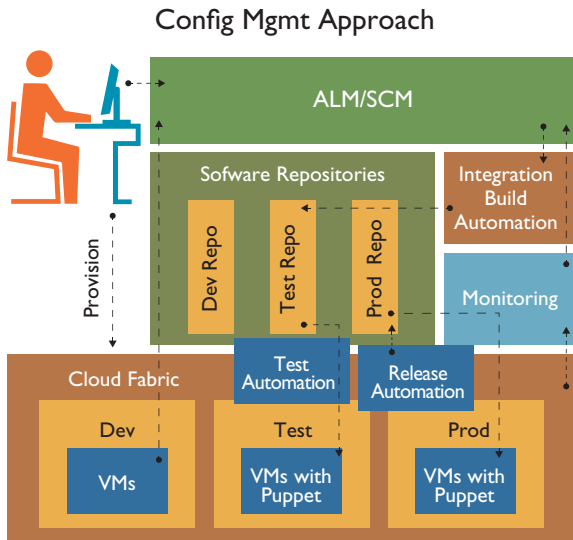 Config Mgmt Approach
ALM/SCM
Sofware Repositories
Dev Repo
Test Repo
Prod Repo
Integration
Build
Automation
Monitoring
Provision
Cloud Fabric
Test
Automation
Release
Automation
Dev
VMs
Test
VMs with
Puppet
Prod
VMs with
Puppet